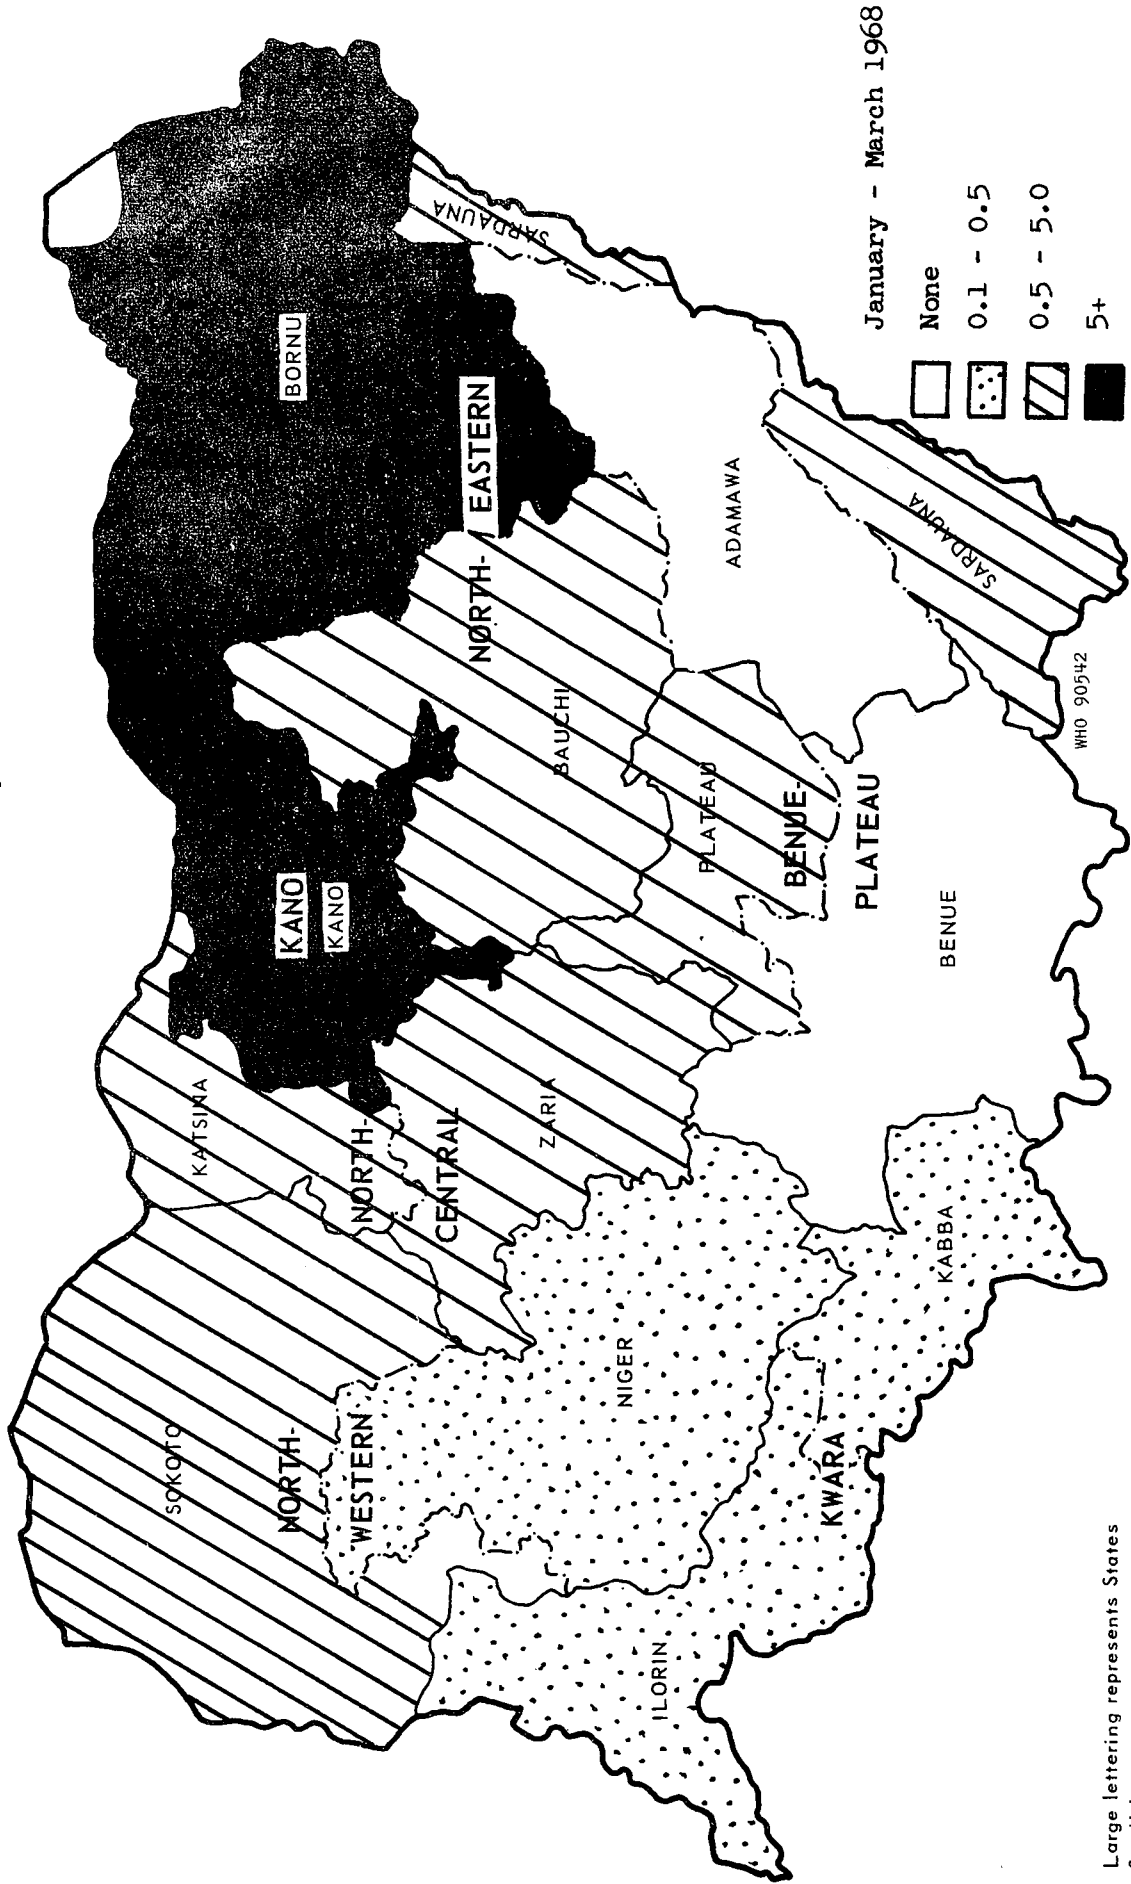 January - March 1968
None
0.1 - 0.5
0.5 - 5.0
5+
SOKOTO
NORTH-
WESTERN
NIGER
ILORIN
KWARA
KABBA
KATSINA
NORTH-
CENTRAL
ZARIA
KANO
KANO
BORNU
NORTH-
EASTERN
BAUCHI
PLATEAU
BENUE-
PLATEAU
BENUE
ADAMAWA
SARDAUNA
SARDAUNA
WHO 90542
Large lettering represents States